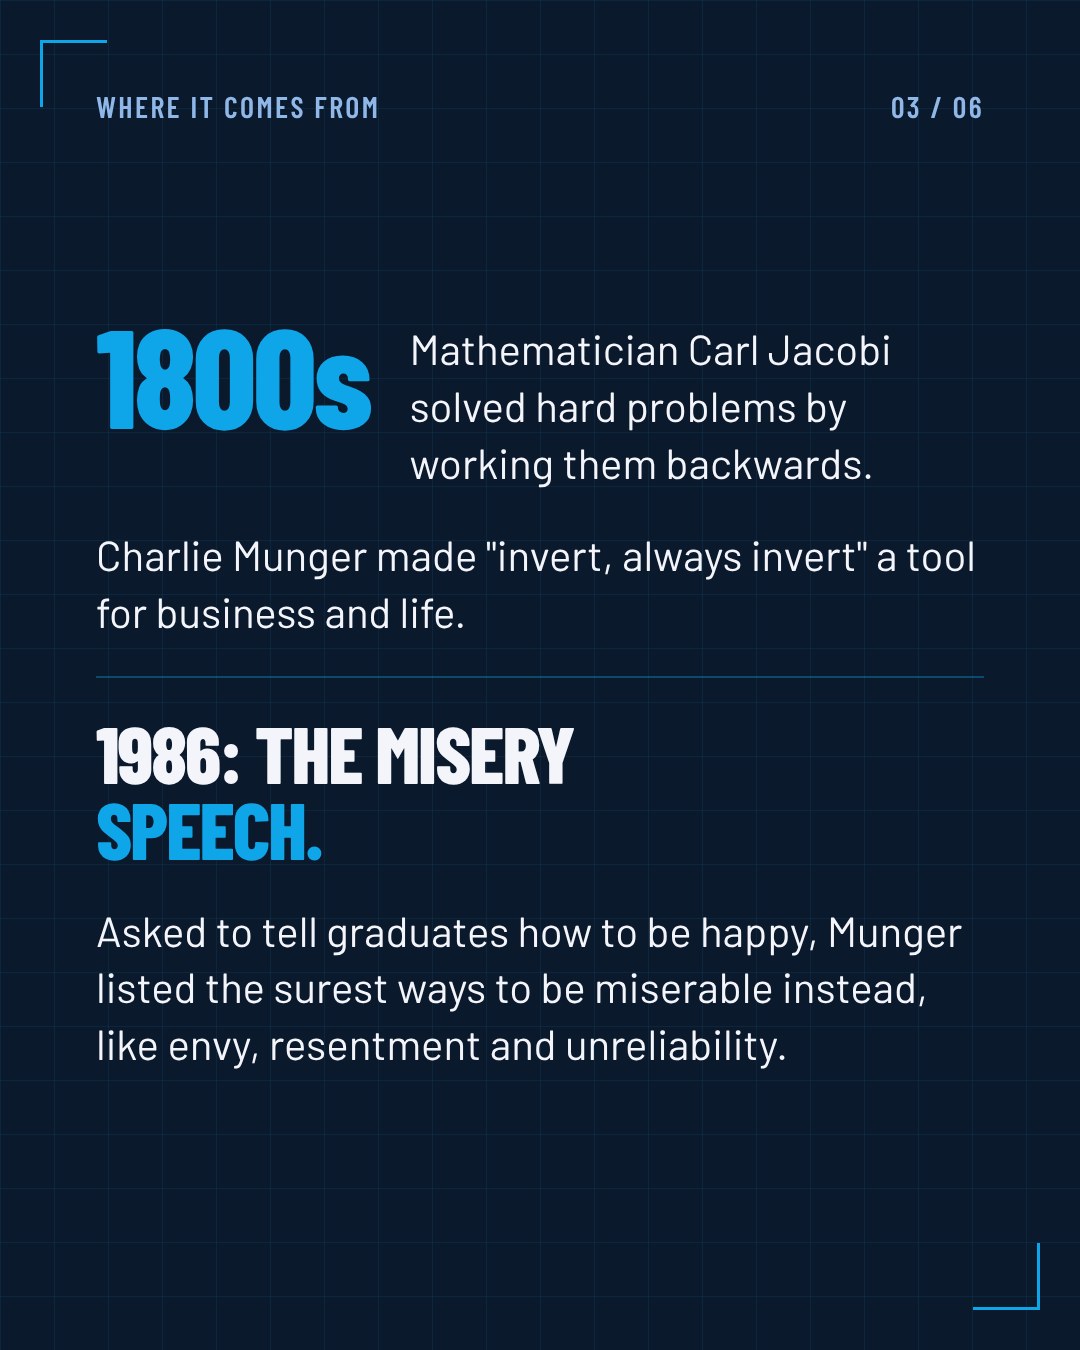 WHERE IT COMES FROM
03 / 06
1800s
Mathematician Carl Jacobi
solved hard problems by
working them backwards.
Charlie Munger made "invert, always invert" a tool
for business and life.
1986: THE MISERY
SPEECH.
Asked to tell graduates how to be happy, Munger
listed the surest ways to be miserable instead,
like envy, resentment and unreliability.